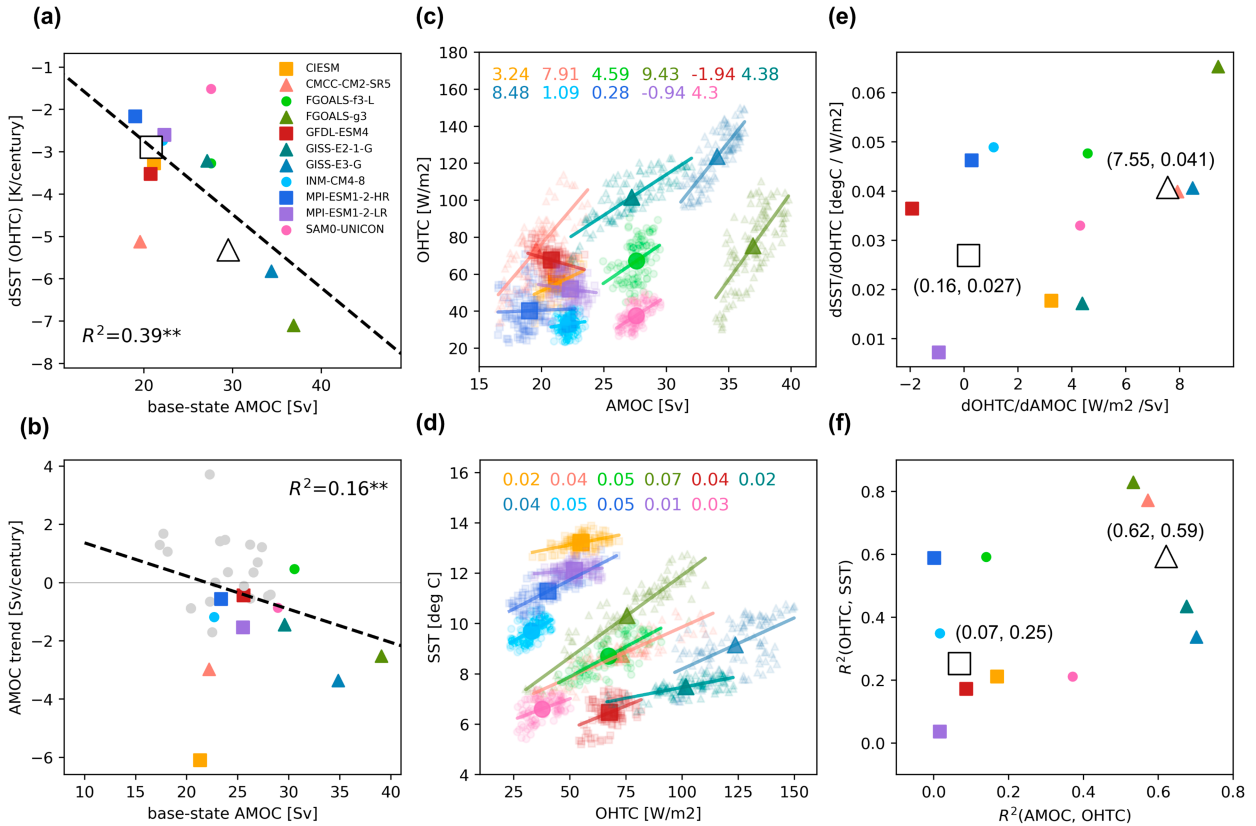 (a)
dSST (OHTC) [K/century]
−1
−2
−3
−4
−5
−6
−7
−8
CIESM
CMCC-CM2-SR5
FGOALS-f3-L
FGOALS-g3
GFDL-ESM4
GISS-E2-1-G
GISS-E3-G
INM-CM4-8
MPI-ESM1-2-HR
MPI-ESM1-2-LR
SAM0-UNICON
R²=0.39**
20 30 40
base-state AMOC [Sv]
(b)
AMOC trend [Sv/century]
4
2
0
−2
−4
−6
R²=0.16**
10 15 20 25 30 35 40
base-state AMOC [Sv]
(c)
OHTC [W/m2]
180
160
140
120
100
80
60
40
20
3.24 7.91 4.59 9.43 -1.94 4.38
8.48 1.09 0.28 -0.94 4.3
15 20 25 30 35 40
AMOC [Sv]
(d)
SST [deg C]
16
14
12
10
8
6
4
0.02 0.04 0.05 0.07 0.04 0.02
0.04 0.05 0.05 0.01 0.03
25 50 75 100 125 150
OHTC [W/m2]
(e)
dSST/dOHTC [degC / W/m2]
0.06
0.05
0.04
0.03
0.02
0.01
(7.55, 0.041)
(0.16, 0.027)
−2 0 2 4 6 8
dOHTC/dAMOC [W/m2 /Sv]
(f)
R²(OHTC, SST)
0.8
0.6
0.4
0.2
0.0
(0.62, 0.59)
(0.07, 0.25)
0.0 0.2 0.4 0.6 0.8
R²(AMOC, OHTC)